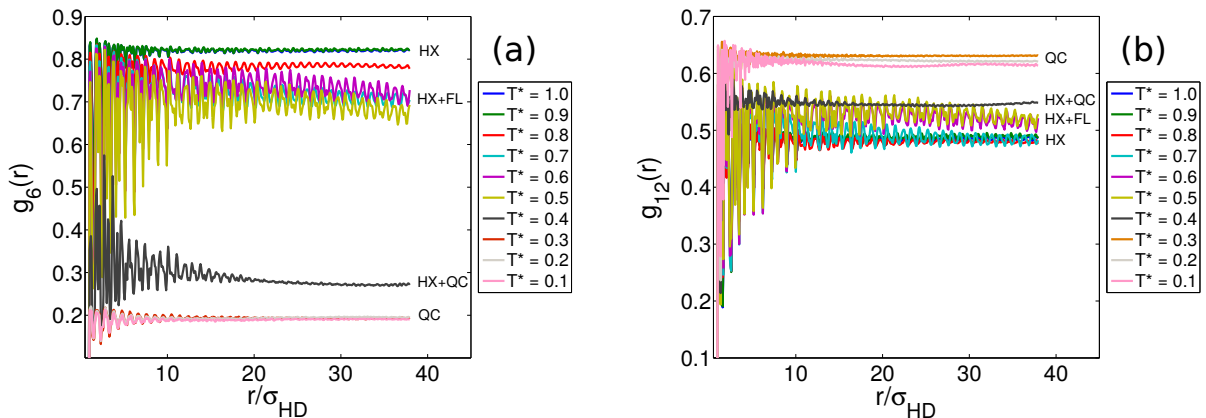 (a)
g6(r)
0.9
0.8
0.7
0.6
0.5
0.4
0.3
0.2
HX
HX+FL
HX+QC
QC
10
20
30
40
r/σHD
T* = 1.0
T* = 0.9
T* = 0.8
T* = 0.7
T* = 0.6
T* = 0.5
T* = 0.4
T* = 0.3
T* = 0.2
T* = 0.1
(b)
g12(r)
0.7
0.6
0.5
0.4
0.3
0.2
0.1
QC
HX+QC
HX+FL
HX
10
20
30
40
r/σHD
T* = 1.0
T* = 0.9
T* = 0.8
T* = 0.7
T* = 0.6
T* = 0.5
T* = 0.4
T* = 0.3
T* = 0.2
T* = 0.1